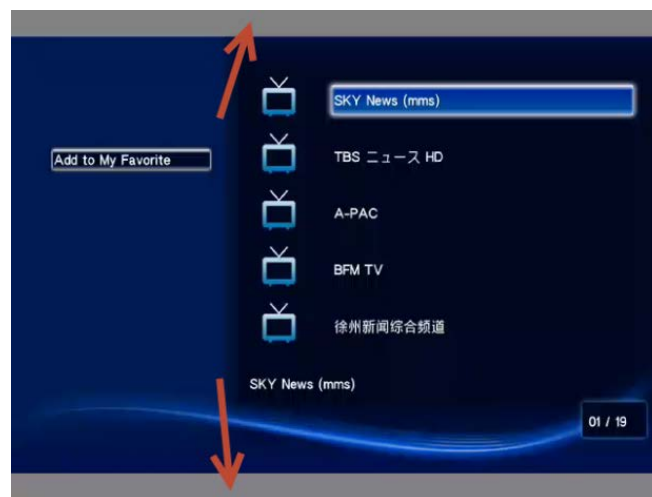 SKY News (mms)
Add to My Favorite
TBS ニュース HD
A-PAC
BFM TV
徐州新闻综合频道
SKY News (mms)
01 / 19